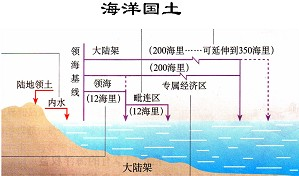 海洋国土
领海基线
大陆架
(200海里……可延伸到350海里)
(200海里)
陆地领土
领海
专属经济区
内水
(12海里)
毗连区
(12海里)
大陆架